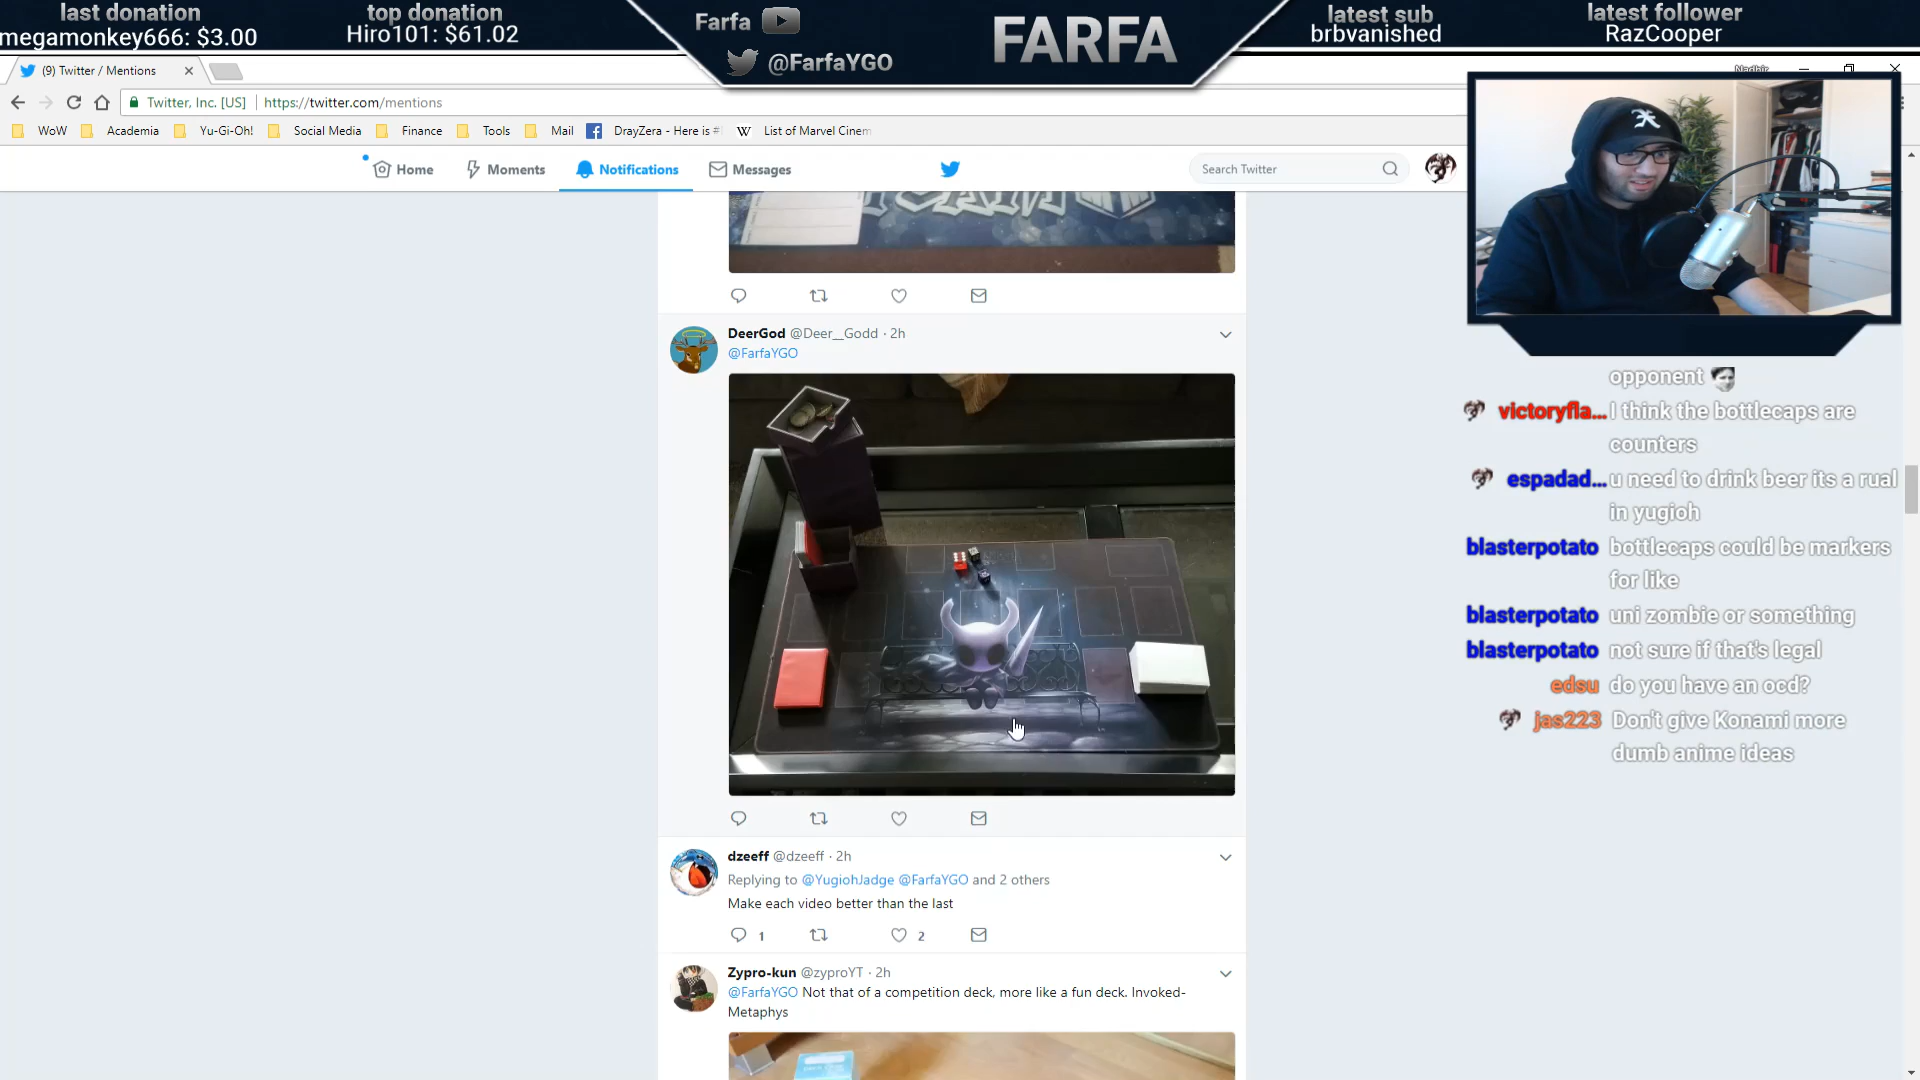 last donation
megamonkey666: $3.00
top donation
Hiro101: $61.02
Farfa
@FarfaYGO
FARFA
latest sub
brbvanished
latest follower
RazCooper
(9) Twitter / Mentions
Twitter, Inc. [US]
https://twitter.com/mentions
WoW
Academia
Yu-Gi-Oh!
Social Media
Finance
Tools
Mail
DrayZera - Here is #
List of Marvel Cinem
Home
Moments
Notifications
Messages
Search Twitter
DeerGod @Deer__Godd · 2h
@FarfaYGO
dzeeff @dzeeff · 2h
Replying to @YugiohJadge @FarfaYGO and 2 others
Make each video better than the last
1
2
Zypro-kun @zyproYT · 2h
@FarfaYGO Not that of a competition deck, more like a fun deck. Invoked-
Metaphys
opponent
victoryfla... I think the bottlecaps are
counters
espadad... u need to drink beer its a rual
in yugioh
blasterpotato bottlecaps could be markers
for like
blasterpotato uni zombie or something
blasterpotato not sure if that's legal
edsu do you have an ocd?
jas223 Don't give Konami more
dumb anime ideas